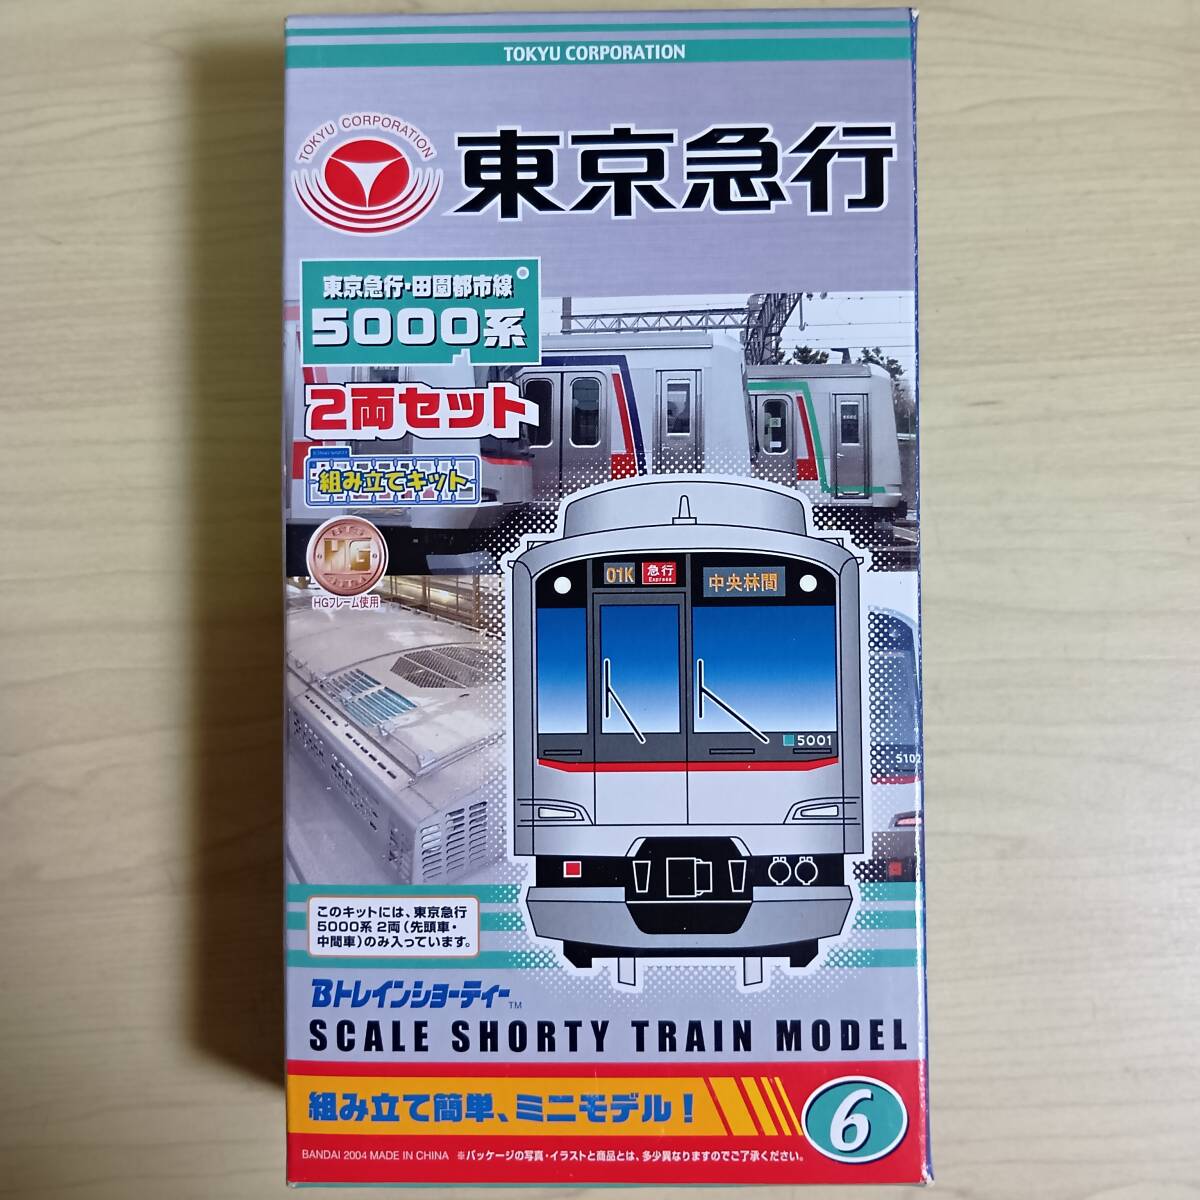 TOKYU CORPORATION
TOKYU CORPORATION
東京急行
東京急行・田園都市線
5000系
2両セット
組み立てキット
HG
HGフレーム使用
01K
急行
Express
中央林間
5001
5102
このキットには、東京急行
5000系 2両(先頭車・
中間車)のみ入っています。
Bトレインショーティー
TM
SCALE SHORTY TRAIN MODEL
組み立て簡単、ミニモデル!
6
BANDAI 2004 MADE IN CHINA ※パッケージの写真・イラストと商品とは、多少異なりますのでご了承ください。